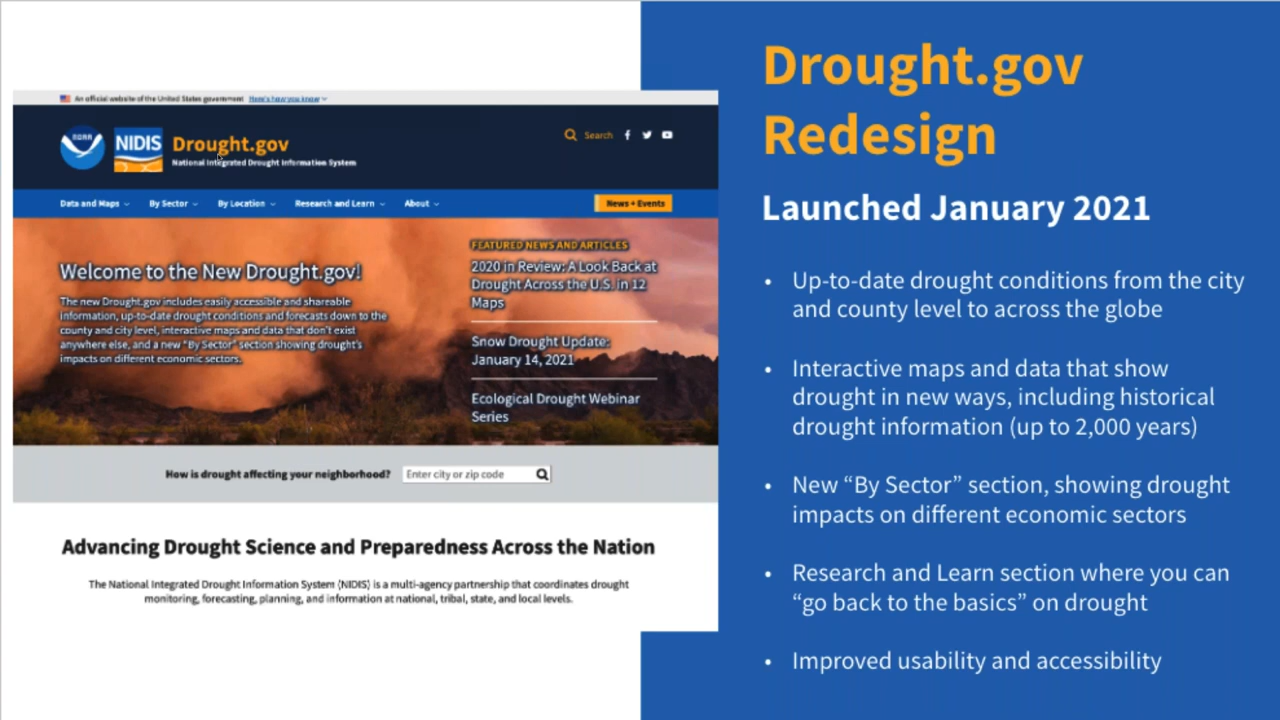 An official website of the United States government Here's how you know
NOAA
NIDIS
Drought.gov
National Integrated Drought Information System
Search
Data and Maps
By Sector
By Location
Research and Learn
About
News + Events
Welcome to the New Drought.gov!
The new Drought.gov includes easily accessible and shareable
information, up-to-date drought conditions and forecasts down to the
county and city level, interactive maps and data that don't exist
anywhere else, and a new "By Sector" section showing drought's
impacts on different economic sectors.
FEATURED NEWS AND ARTICLES
2020 in Review: A Look Back at
Drought Across the U.S. in 12
Maps
Snow Drought Update:
January 14, 2021
Ecological Drought Webinar
Series
How is drought affecting your neighborhood?
Enter city or zip code
Advancing Drought Science and Preparedness Across the Nation
The National Integrated Drought Information System (NIDIS) is a multi-agency partnership that coordinates drought
monitoring, forecasting, planning, and information at national, tribal, state, and local levels.
Drought.gov
Redesign
Launched January 2021
• Up-to-date drought conditions from the city
and county level to across the globe
• Interactive maps and data that show
drought in new ways, including historical
drought information (up to 2,000 years)
• New “By Sector” section, showing drought
impacts on different economic sectors
• Research and Learn section where you can
“go back to the basics” on drought
• Improved usability and accessibility